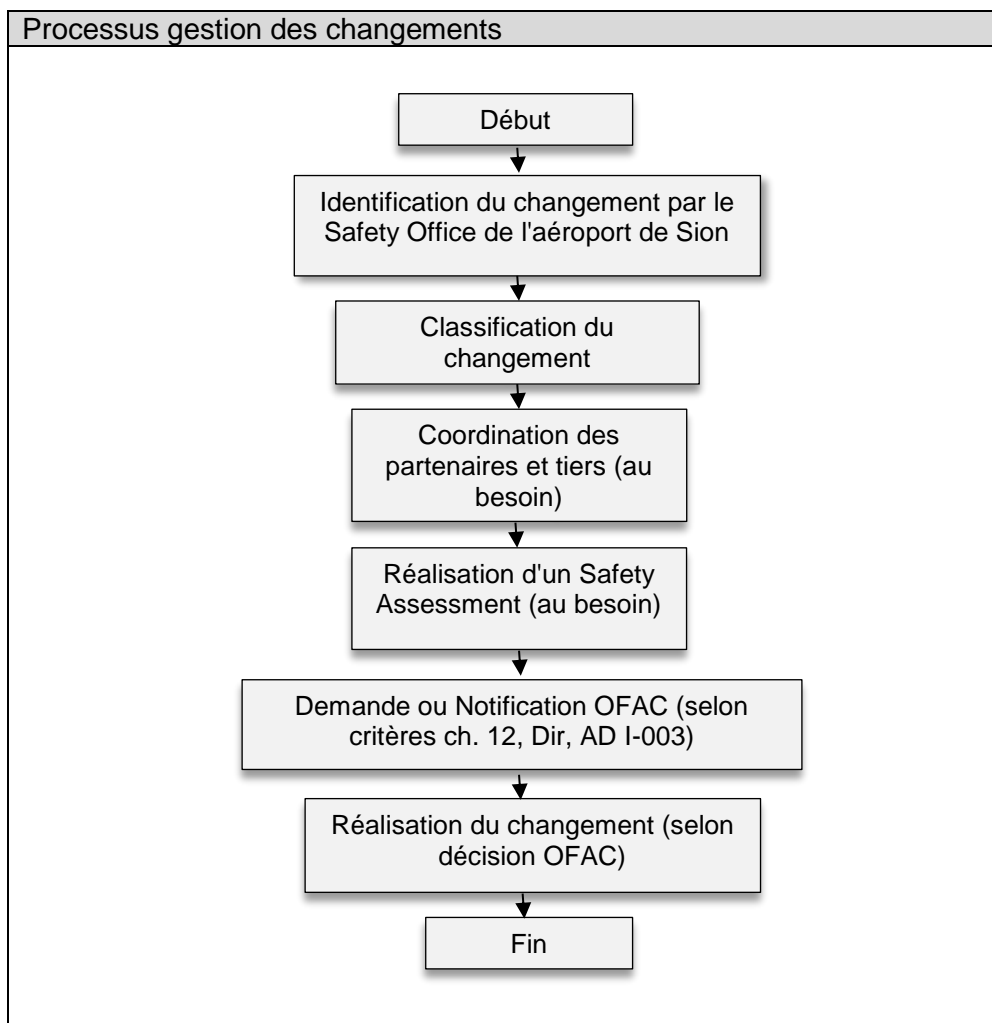 Processus gestion des changements
Début
Identification du changement par le
Safety Office de l'aéroport de Sion
Classification du
changement
Coordination des
partenaires et tiers (au
besoin)
Réalisation d'un Safety
Assessment (au besoin)
Demande ou Notification OFAC (selon
critères ch. 12, Dir, AD I-003)
Réalisation du changement (selon
décision OFAC)
Fin